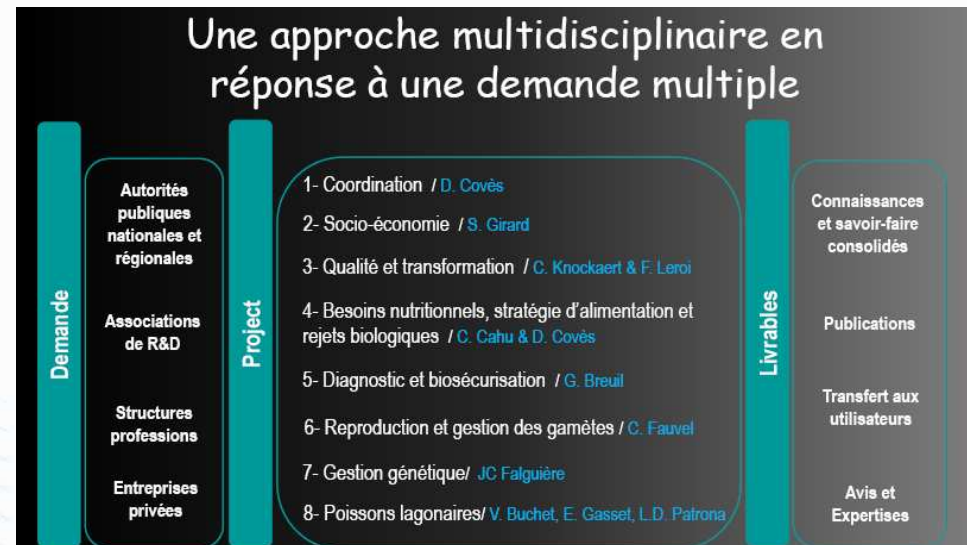 Une approche multidisciplinaire en
réponse à une demande multiple
Demande
Autorités
publiques
nationales et
régionales
Associations
de R&D
Structures
professions
Entreprises
privées
Project
1- Coordination / D. Covès
2- Socio-économie / S. Girard
3- Qualité et transformation / C. Knockaert & F. Leroi
4- Besoins nutritionnels, stratégie d'alimentation et
rejets biologiques / C. Cahu & D. Covès
5- Diagnostic et biosécurisation / G. Breuil
6- Reproduction et gestion des gamètes / C. Fauvel
7- Gestion génétique/ JC Falguière
8- Poissons lagonaires/ V. Buchet, E. Gasset, L.D. Patrona
Livrables
Connaissances
et savoir-faire
consolidés
Publications
Transfert aux
utilisateurs
Avis et
Expertises